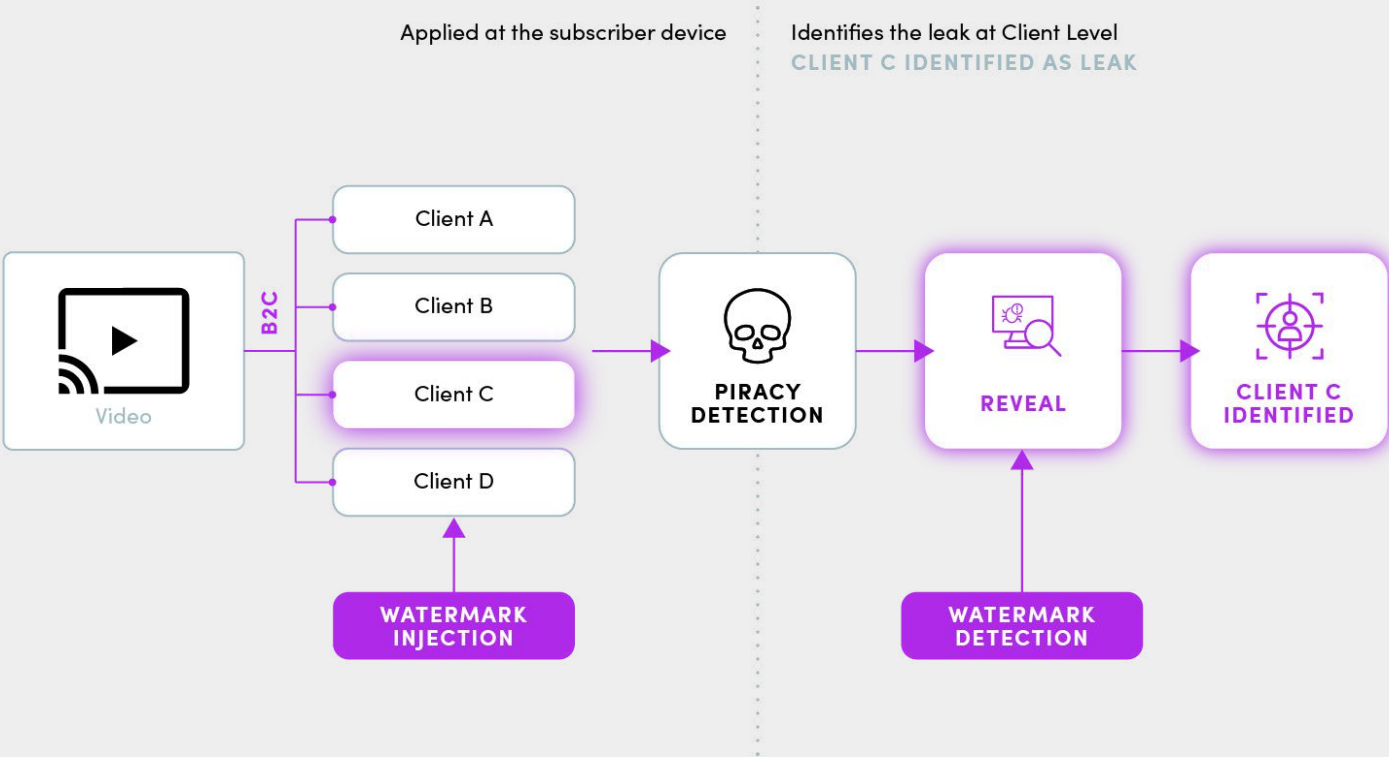 Applied at the subscriber device
Identifies the leak at Client Level
CLIENT C IDENTIFIED AS LEAK
Video
B2C
Client A
Client B
Client C
Client D
WATERMARK
INJECTION
PIRACY
DETECTION
REVEAL
WATERMARK
DETECTION
CLIENT C
IDENTIFIED